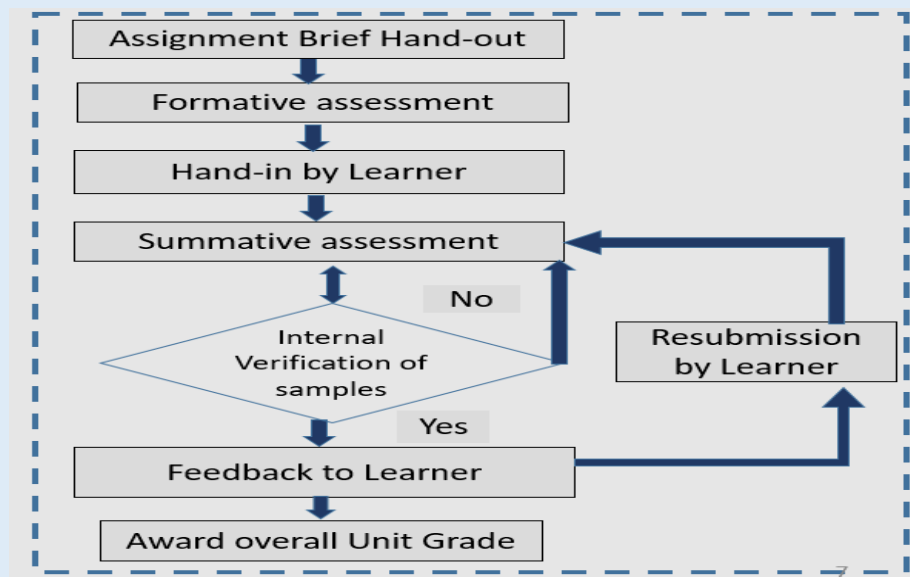 Assignment Brief Hand-out
Formative assessment
Hand-in by Learner
Summative assessment
No
Internal
Verification of
samples
Resubmission
by Learner
Yes
Feedback to Learner
Award overall Unit Grade
7